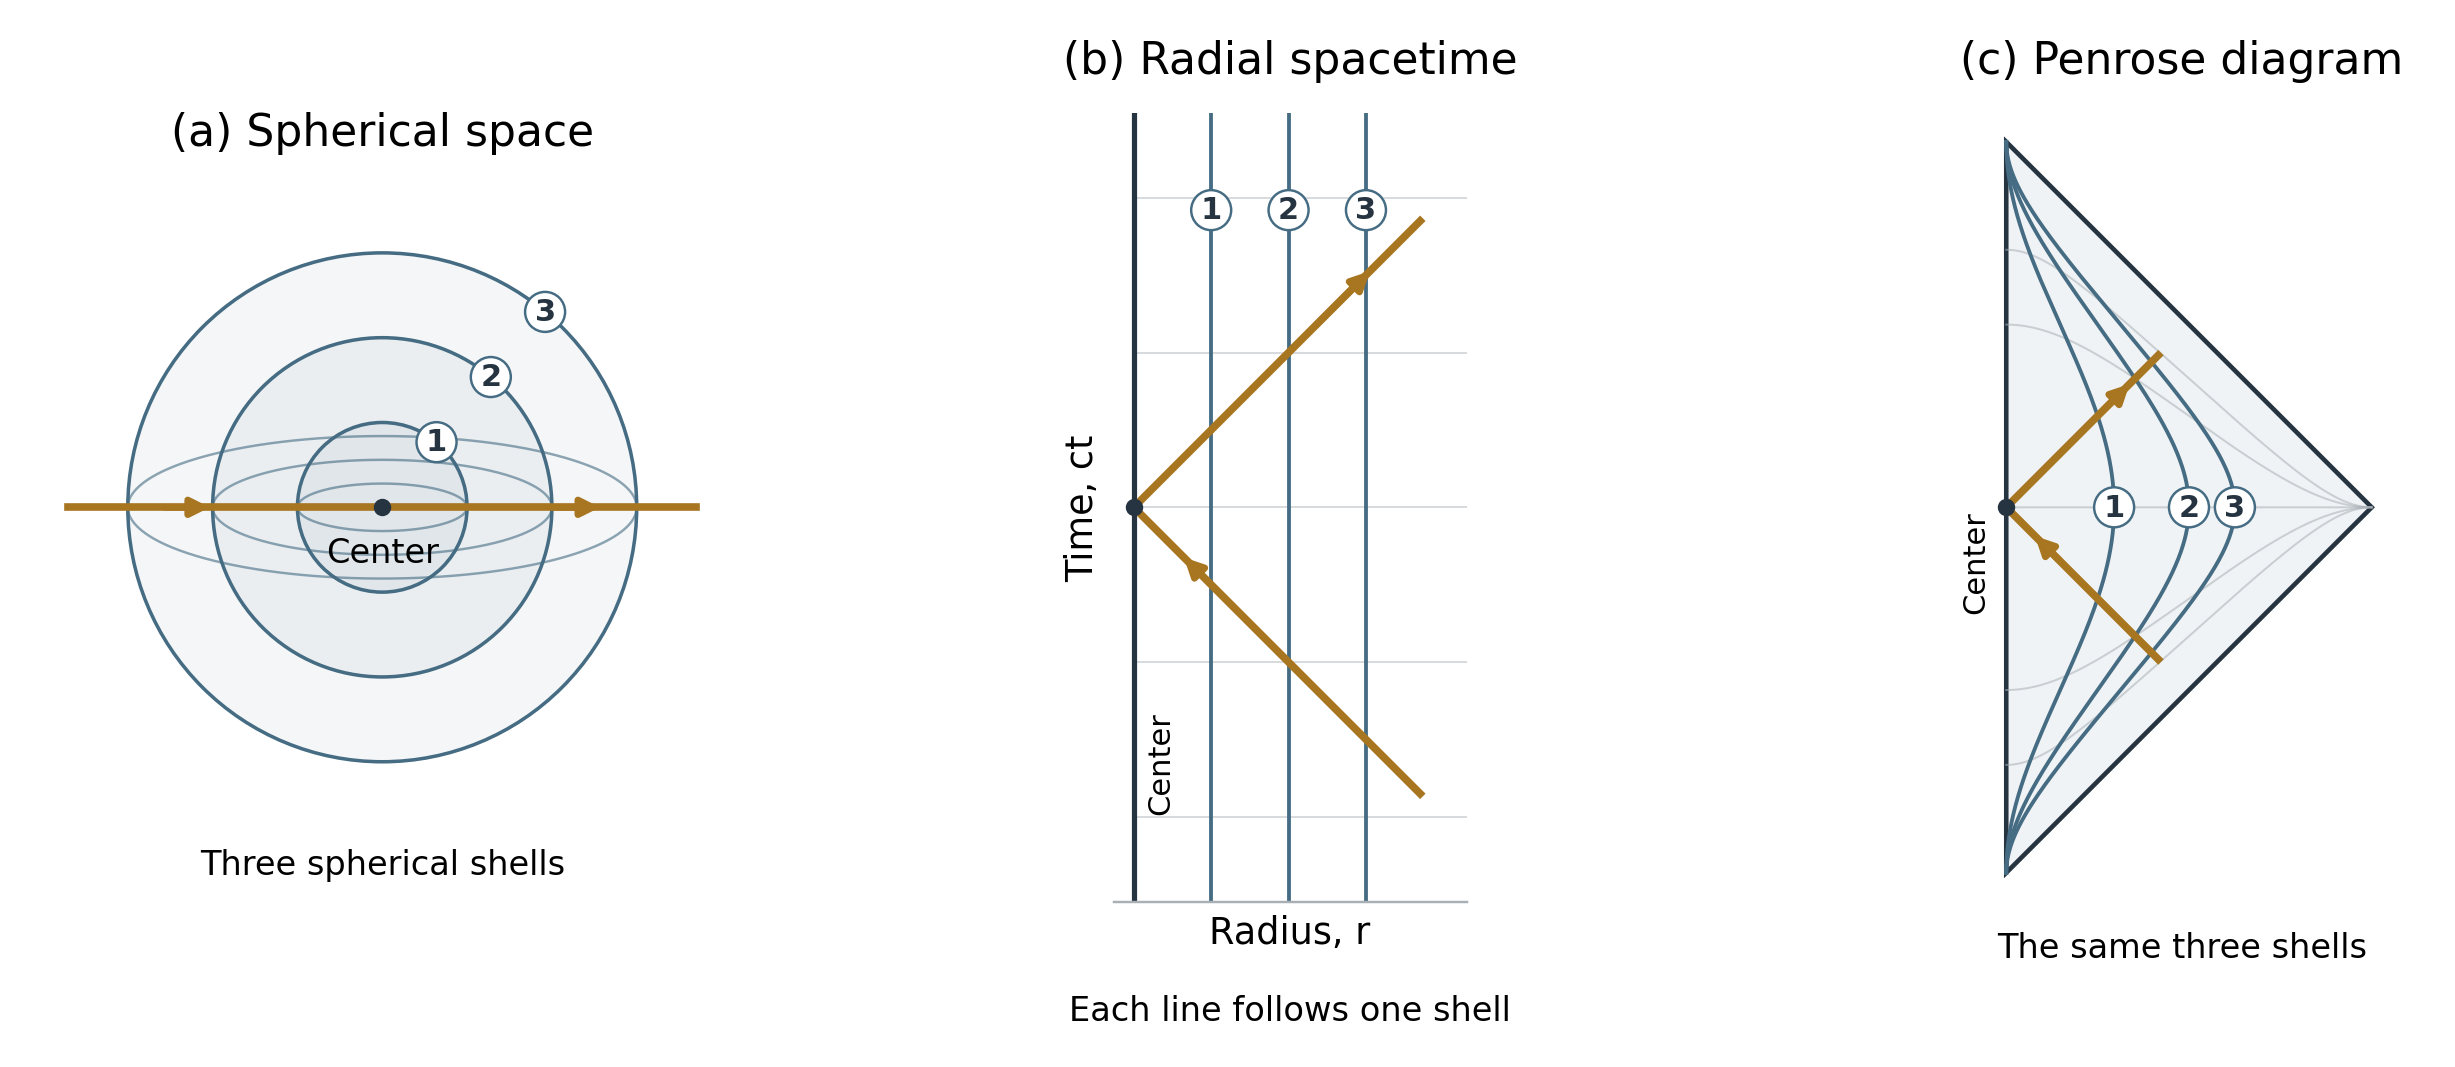 (a) Spherical space
3
2
1
Center
Three spherical shells
(b) Radial spacetime
1
2
3
Time, ct
Center
Radius, r
Each line follows one shell
(c) Penrose diagram
1
2
3
Center
The same three shells